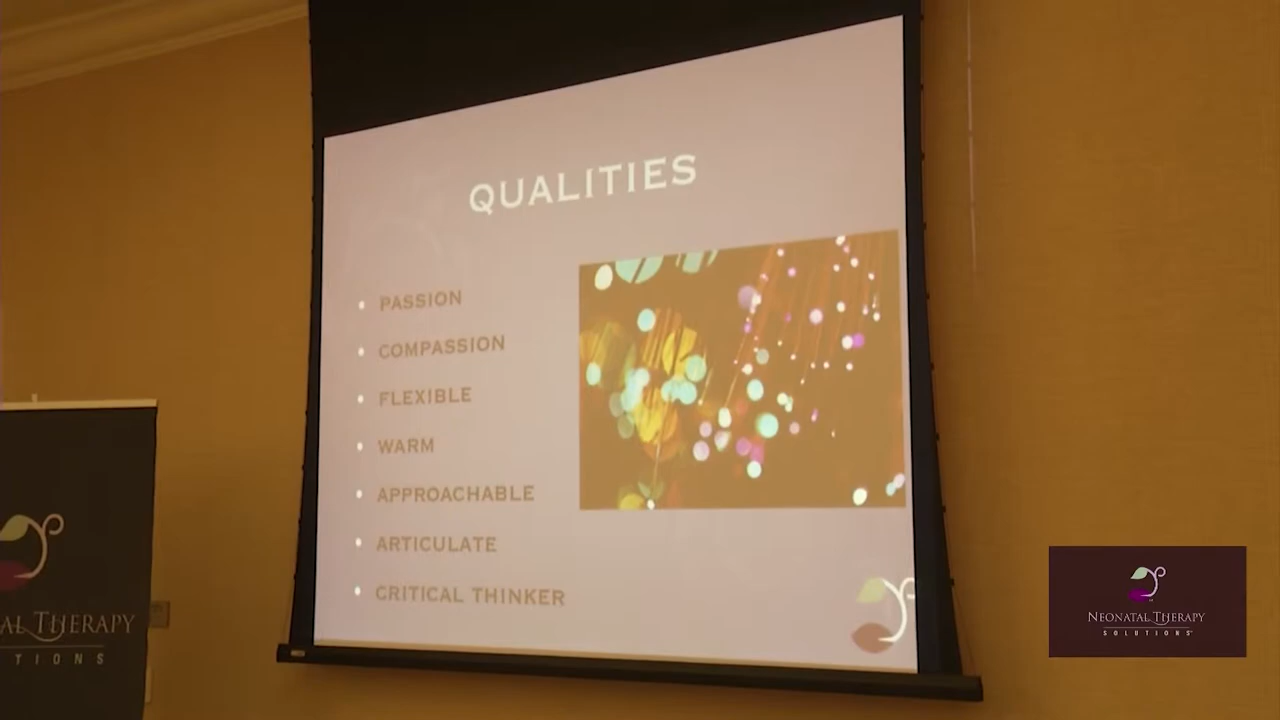 QUALITIES
PASSION
COMPASSION
FLEXIBLE
WARM
APPROACHABLE
ARTICULATE
CRITICAL THINKER
AL THERAPY
TIONS
NEONATAL THERAPY
SOLUTIONS